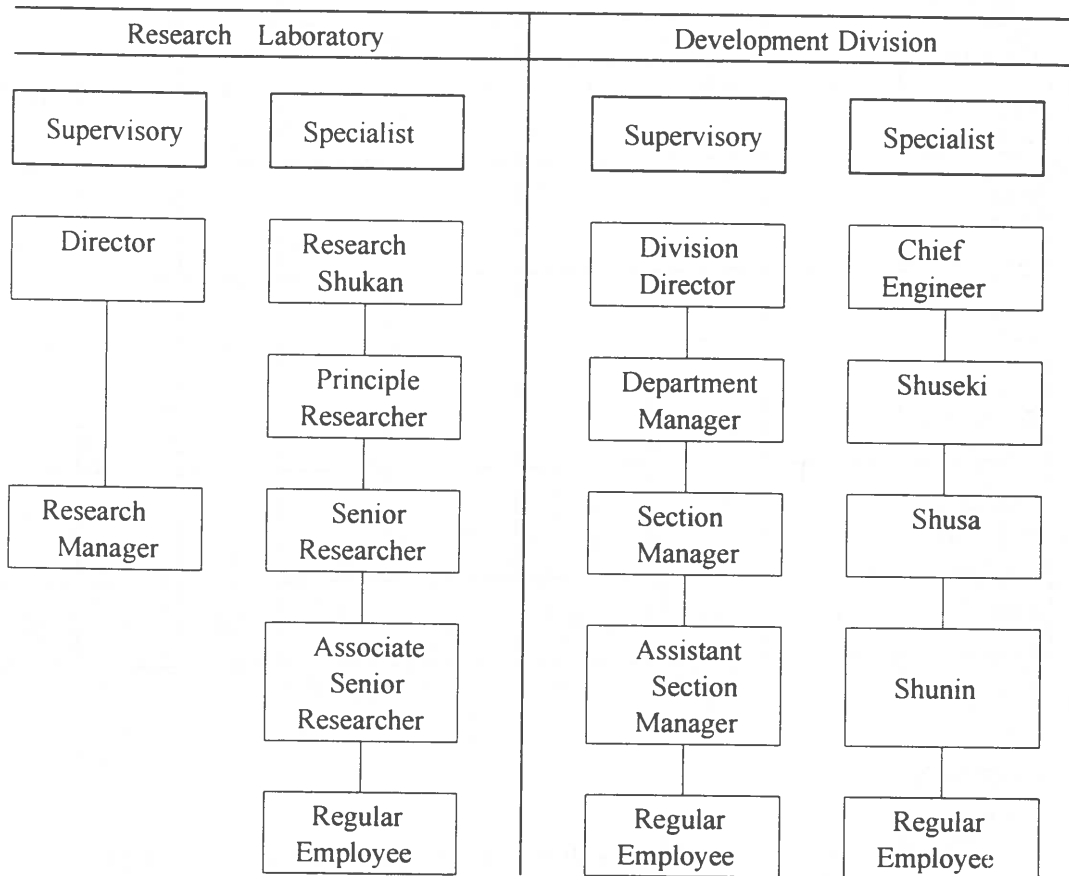 Research Laboratory
Development Division
Supervisory
Specialist
Supervisory
Specialist
Director
Research
Shukan
Division
Director
Chief
Engineer
Principle
Researcher
Department
Manager
Shuseki
Research
Manager
Senior
Researcher
Section
Manager
Shusa
Associate
Senior
Researcher
Assistant
Section
Manager
Shunin
Regular
Employee
Regular
Employee
Regular
Employee